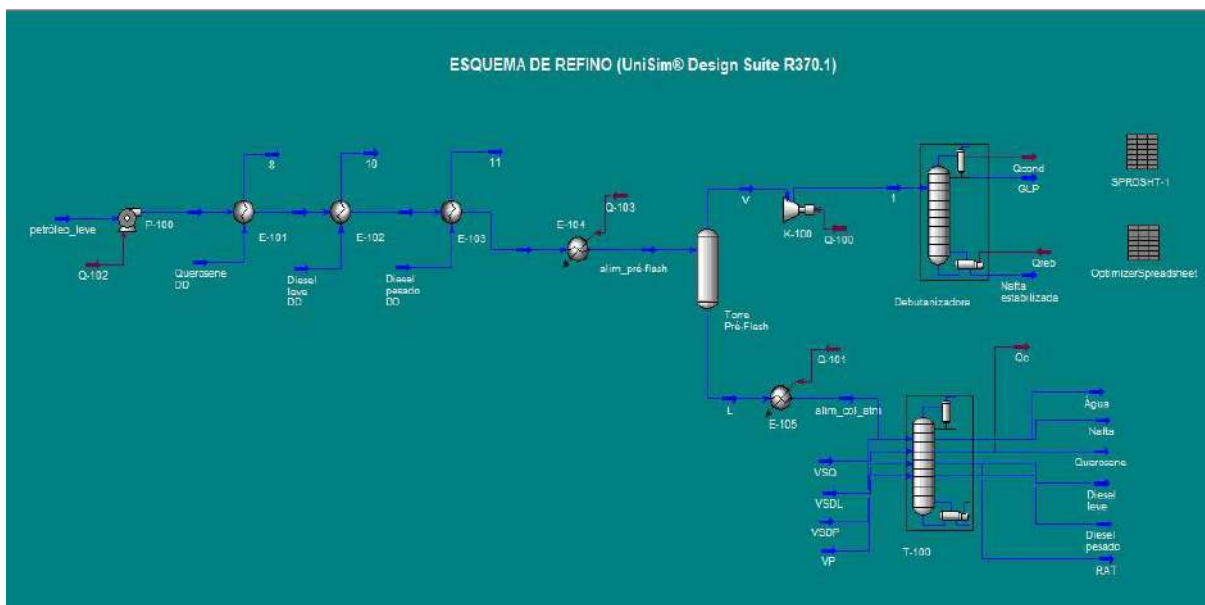 ESQUEMA DE REFINO (UniSim® Design Suite R370.1)
8
10
11
petróleo_leve
P-100
Q-102
E-101
Querosene
DD
E-102
Diesel
leve
DD
E-103
Diesel
pesado
DD
E-104
Q-103
alim_pré-flash
V
K-100
Q-100
1
Qcond
GLP
Qreb
Nafta
estabilizada
Debutanizadora
SPRDSHT-1
OptimizerSpreadsheet
Torre
Pré-Flash
L
Q-101
E-105
alim_col_atm
Qc
Água
Nafta
Querosene
Diesel
leve
Diesel
pesado
RAT
VSQ
VSDL
VSDP
VP
T-100